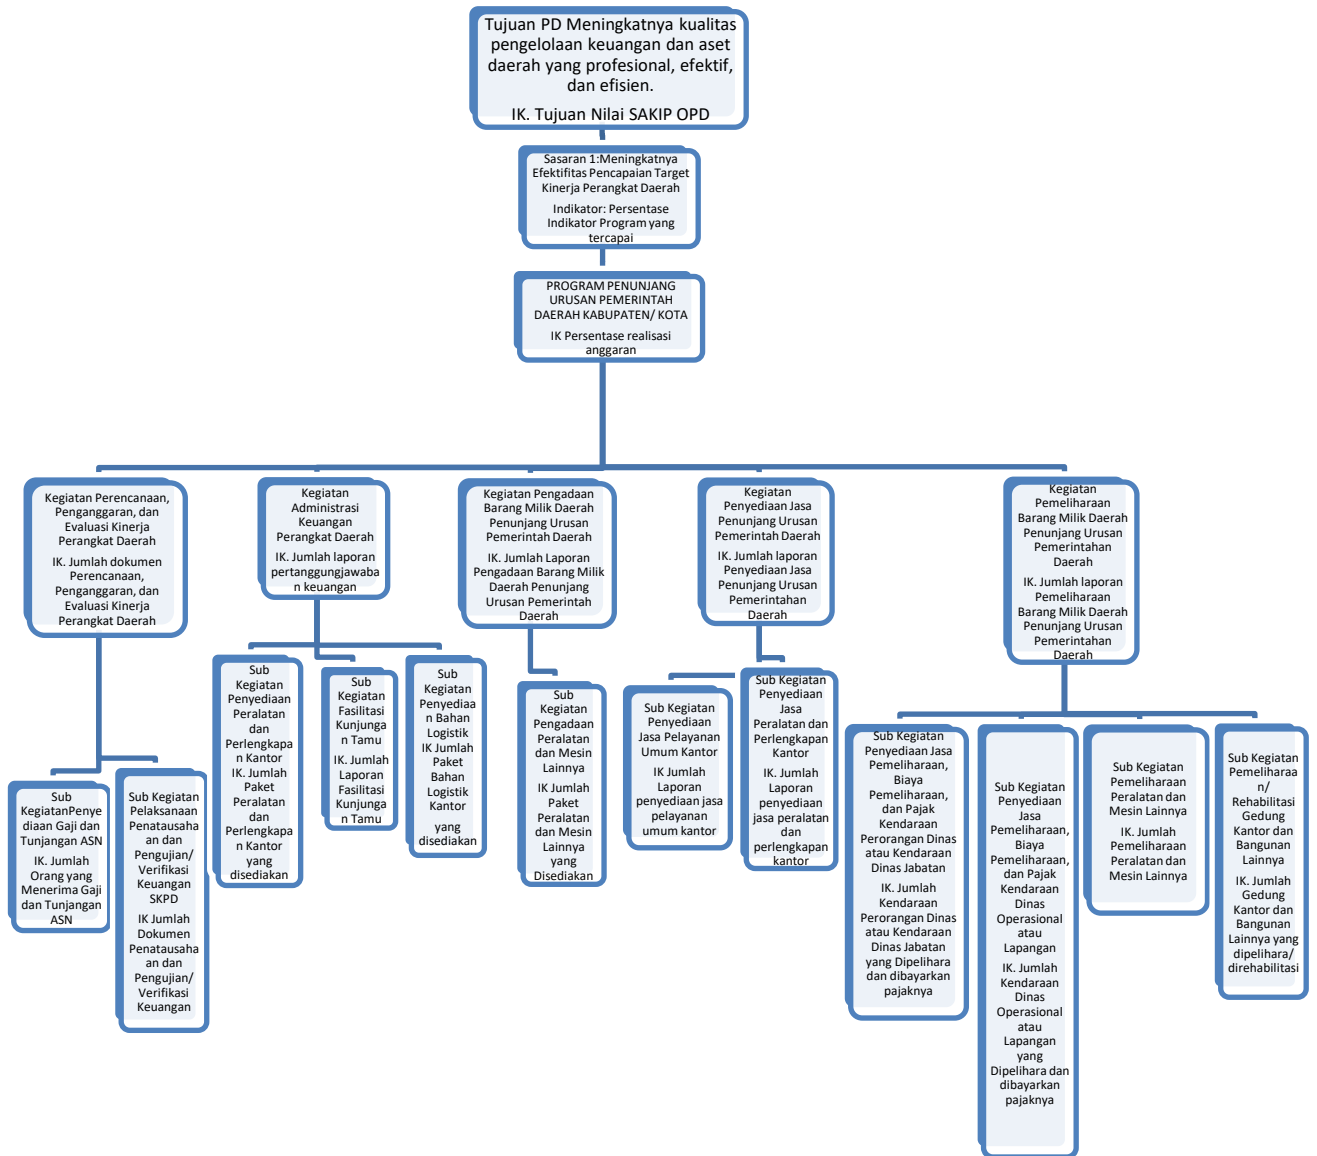 Tujuan PD Meningkatnya kualitas
pengelolaan keuangan dan aset
daerah yang profesional, efektif,
dan efisien.
IK. Tujuan Nilai SAKIP OPD
Sasaran 1:Meningkatnya
Efektifitas Pencapaian Target
Kinerja Perangkat Daerah
Indikator: Persentase
Indikator Program yang
tercapai
PROGRAM PENUNJANG
URUSAN PEMERINTAH
DAERAH KABUPATEN/ KOTA
IK Persentase realisasi
anggaran
Kegiatan Perencanaan,
Penganggaran, dan
Evaluasi Kinerja
Perangkat Daerah
IK. Jumlah dokumen
Perencanaan,
Penganggaran, dan
Evaluasi Kinerja
Perangkat Daerah
Kegiatan
Administrasi
Keuangan
Perangkat Daerah
IK. Jumlah laporan
pertanggungjawaba
n keuangan
Kegiatan Pengadaan
Barang Milik Daerah
Penunjang Urusan
Pemerintah Daerah
IK. Jumlah Laporan
Pengadaan Barang Milik
Daerah Penunjang
Urusan Pemerintah
Daerah
Kegiatan
Penyediaan Jasa
Penunjang Urusan
Pemerintah Daerah
IK. Jumlah laporan
Penyediaan Jasa
Penunjang Urusan
Pemerintahan
Daerah
Kegiatan
Pemeliharaan
Barang Milik Daerah
Penunjang Urusan
Pemerintahan
Daerah
IK. Jumlah laporan
Pemeliharaan
Barang Milik Daerah
Penunjang Urusan
Pemerintahan
Daerah
Sub
KegiatanPenye
diaan Gaji dan
Tunjangan ASN
IK. Jumlah
Orang yang
Menerima Gaji
dan Tunjangan
ASN
Sub Kegiatan
Pelaksanaan
Penatausaha
an dan
Pengujian/
Verifikasi
Keuangan
SKPD
IK Jumlah
Dokumen
Penatausaha
an dan
Pengujian/
Verifikasi
Keuangan
Sub
Kegiatan
Penyediaan
Peralatan
dan
Perlengkapa
n Kantor
IK. Jumlah
Paket
Peralatan
dan
Perlengkapa
n Kantor
yang
disediakan
Sub
Kegiatan
Fasilitasi
Kunjunga
n Tamu
IK. Jumlah
Laporan
Fasilitasi
Kunjunga
n Tamu
Sub
Kegiatan
Penyediaa
n Bahan
Logistik
IK Jumlah
Paket
Bahan
Logistik
Kantor
yang
disediakan
Sub
Kegiatan
Pengadaan
Peralatan
dan Mesin
Lainnya
IK Jumlah
Paket
Peralatan
dan Mesin
Lainnya
yang
Disediakan
Sub Kegiatan
Penyediaan
Jasa Pelayanan
Umum Kantor
IK Jumlah
Laporan
penyediaan jasa
pelayanan
umum kantor
Sub Kegiatan
Penyediaan
Jasa
Peralatan dan
Perlengkapan
Kantor
IK. Jumlah
Laporan
penyediaan
jasa peralatan
dan
perlengkapan
kantor
Sub Kegiatan
Penyediaan Jasa
Pemeliharaan,
Biaya
Pemeliharaan,
dan Pajak
Kendaraan
Perorangan Dinas
atau Kendaraan
Dinas Jabatan
IK. Jumlah
Kendaraan
Perorangan Dinas
atau Kendaraan
Dinas Jabatan
yang Dipelihara
dan dibayarkan
pajaknya
Sub Kegiatan
Penyediaan
Jasa
Pemeliharaan,
Biaya
Pemeliharaan,
dan Pajak
Kendaraan
Dinas
Operasional
atau
Lapangan
IK. Jumlah
Kendaraan
Dinas
Operasional
atau
Lapangan
yang
Dipelihara dan
dibayarkan
pajaknya
Sub Kegiatan
Pemeliharaan
Peralatan dan
Mesin Lainnya
IK. Jumlah
Pemeliharaan
Peralatan dan
Mesin Lainnya
Sub Kegiatan
Pemeliharaa
n/
Rehabilitasi
Gedung
Kantor dan
Bangunan
Lainnya
IK. Jumlah
Gedung
Kantor dan
Bangunan
Lainnya yang
dipelihara/
direhabilitasi